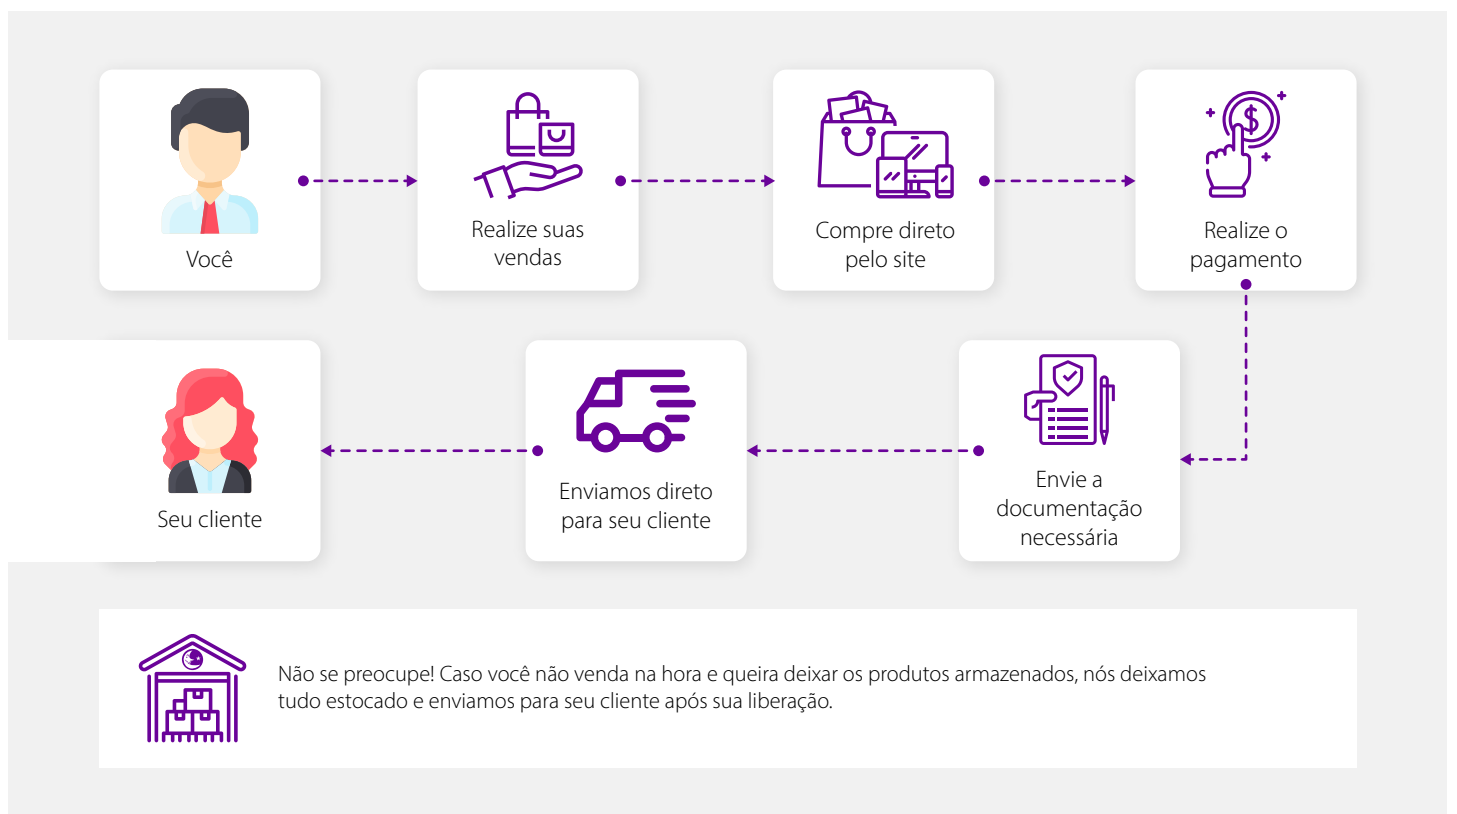 Você
Realize suas
vendas
Compre direto
pelo site
Realize o
pagamento
Seu cliente
Enviamos direto
para seu cliente
Envie a
documentação
necessária
Não se preocupe! Caso você não venda na hora e queira deixar os produtos armazenados, nós deixamos
tudo estocado e enviamos para seu cliente após sua liberação.